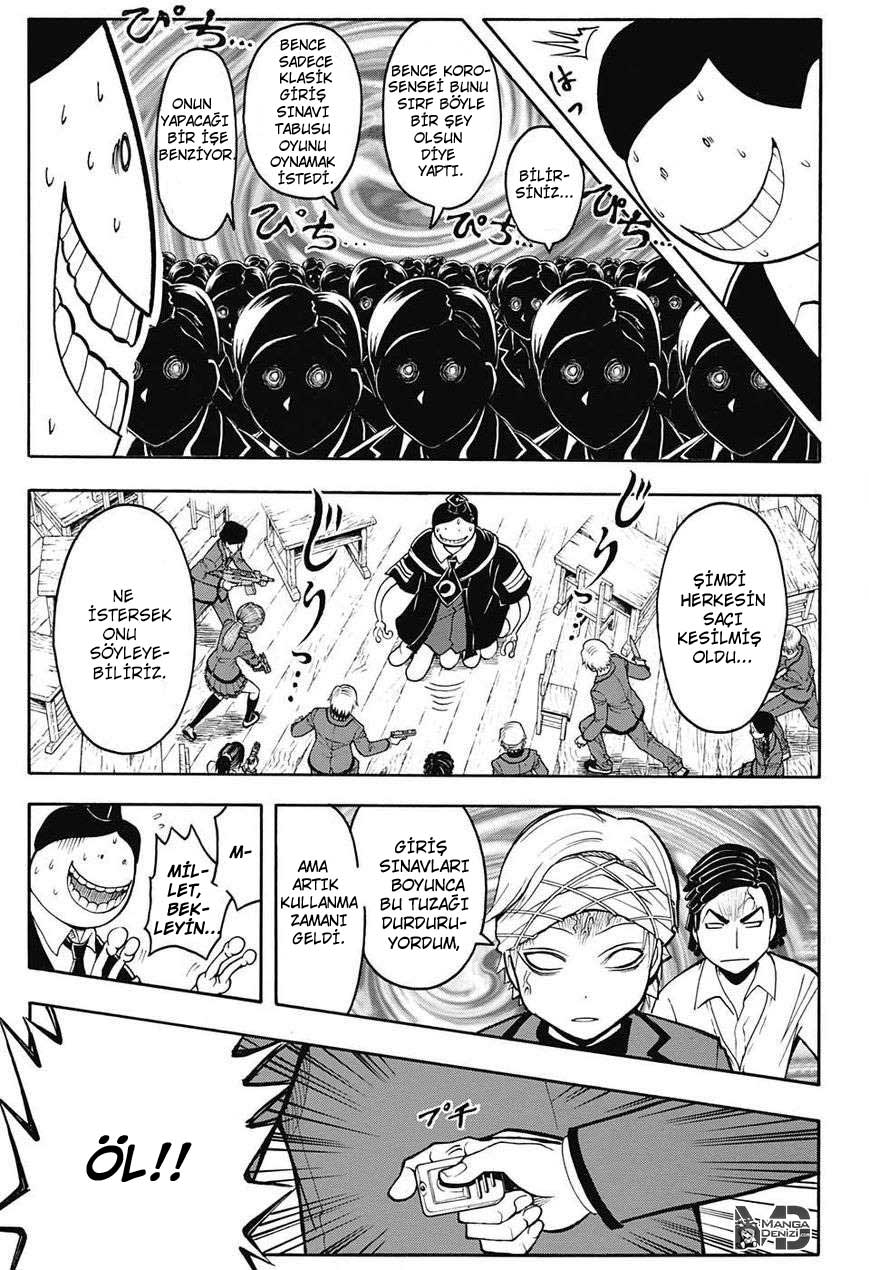 はっ
BİLİR-
SİNİZ...
BENCE KORO-
SENSEI BUNU
SIRF BÖYLE
BİR ŞEY
OLSUN
DİYE
YAPTI.
BENCE
SADECE
KLASİK
GİRİŞ
SINAVI
TABUSU
OYUNU
OYNAMAK
İSTEDİ.
ONUN
YAPACAĞI
BİR İŞE
BENZİYOR.
ぴち...
ぴち...
ぴち...
ぴち...
ŞİMDİ
HERKESİN
SAÇI
KESİLMİŞ
OLDU...
じりっ...
じりっ...
NE
İSTERSEK
ONU
SÖYLEYE-
BİLİRİZ.
GİRİŞ
SINAVLARI
BOYUNCA
BU TUZAĞI
DURDURU-
YORDUM,
AMA
ARTIK
KULLANMA
ZAMANI
GELDİ.
M-
MİL-
LET,
BEK-
LEYİN...
プチ
ÖL!!
MANGA
DENİZİ.com